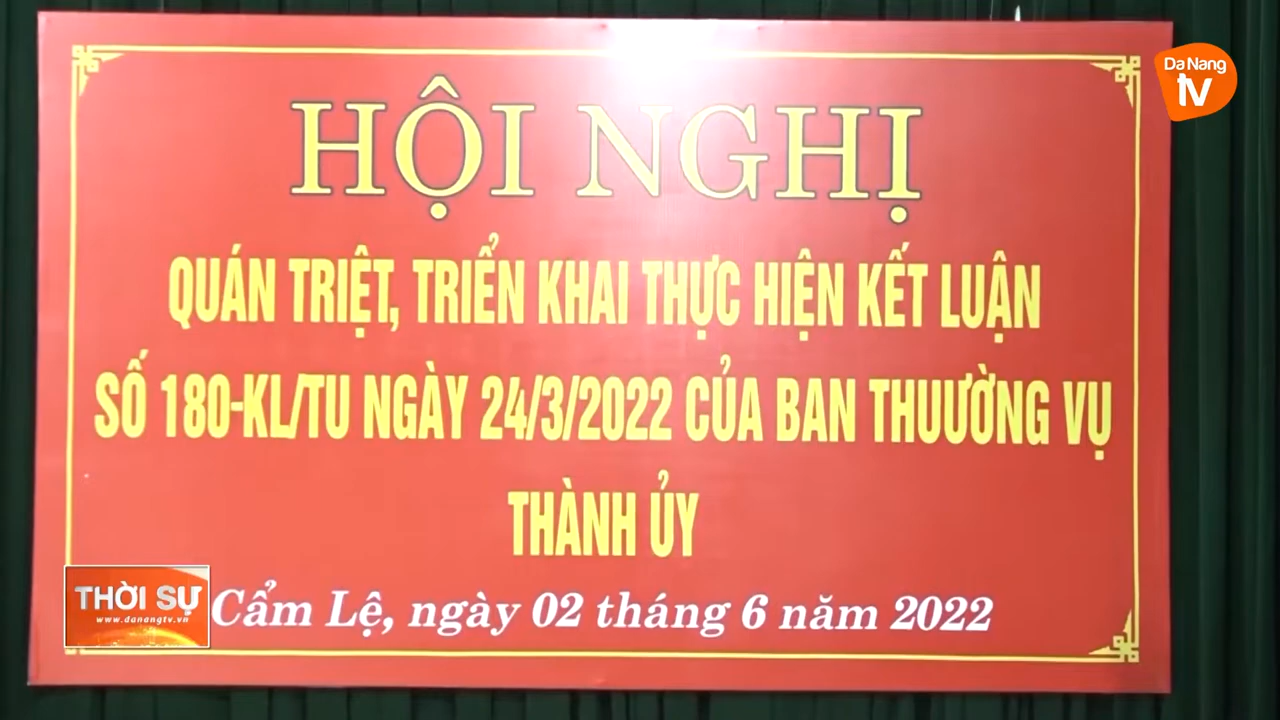 Da Nang
tv
HỘI NGHỊ
QUÁN TRIỆT, TRIỂN KHAI THỰC HIỆN KẾT LUẬN
SỐ 180-KL/TU NGÀY 24/3/2022 CỦA BAN THUƯỜNG VỤ
THÀNH ỦY
Cẩm Lệ, ngày 02 tháng 6 năm 2022
THỜI SỰ
www.danangtv.vn